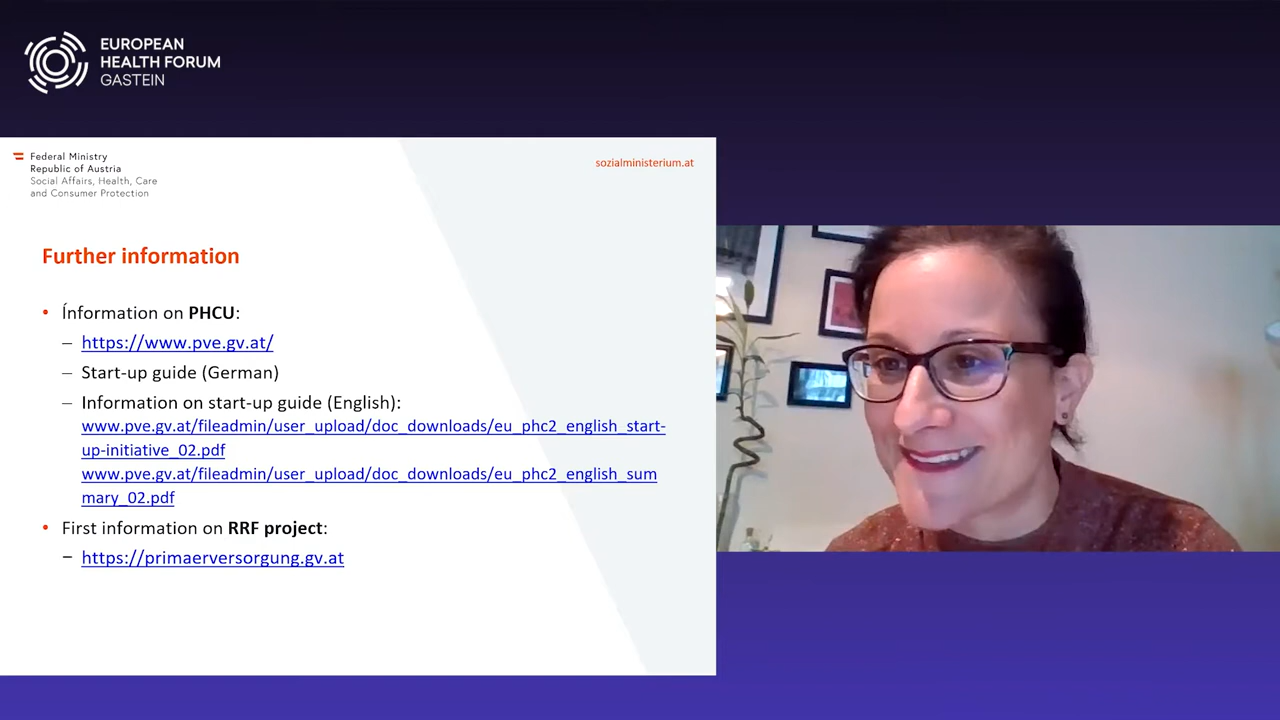 EUROPEAN
HEALTH FORUM
GASTEIN
Federal Ministry
Republic of Austria
Social Affairs, Health, Care
and Consumer Protection
sozialministerium.at
Further information
• Ínformation on PHCU:
– https://www.pve.gv.at/
– Start-up guide (German)
– Information on start-up guide (English):
www.pve.gv.at/fileadmin/user_upload/doc_downloads/eu_phc2_english_start-
up-initiative_02.pdf
www.pve.gv.at/fileadmin/user_upload/doc_downloads/eu_phc2_english_sum
mary_02.pdf
• First information on RRF project:
– https://primaerversorgung.gv.at